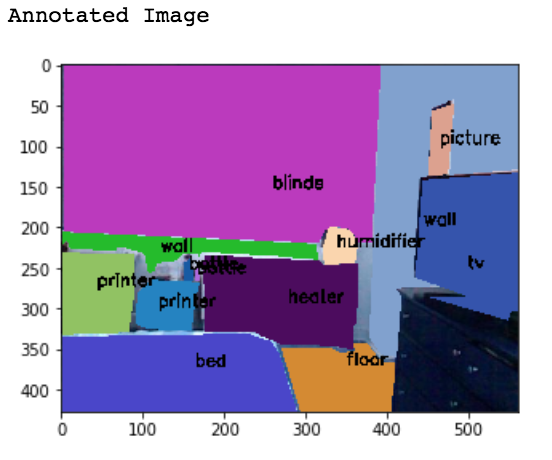 Annotated Image
0
50
100
150
200
250
300
350
400
picture
blinds
wall
humidifier
wall
bottle
bottle
tv
printer
printer
heater
bed
floor
0 100 200 300 400 500